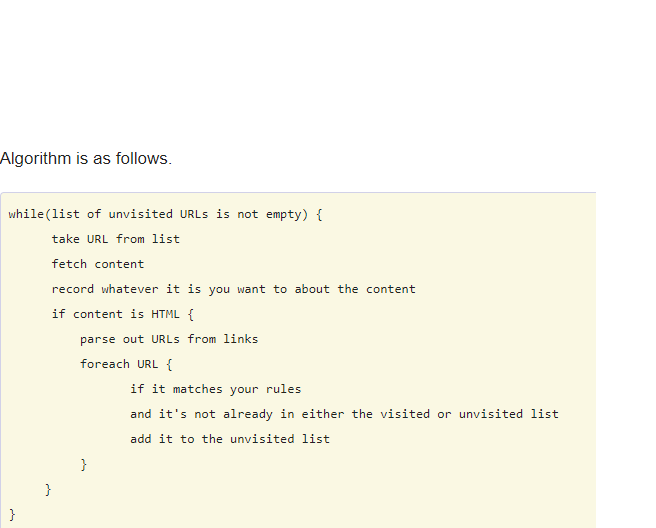 Algorithm is as follows.
while(list of unvisited URLs is not empty) {
take URL from list
fetch content
record whatever it is you want to about the content
if content is HTML {
parse out URLs from links
foreach URL {
if it matches your rules
and it's not already in either the visited or unvisited list
add it to the unvisited list
}
}
}